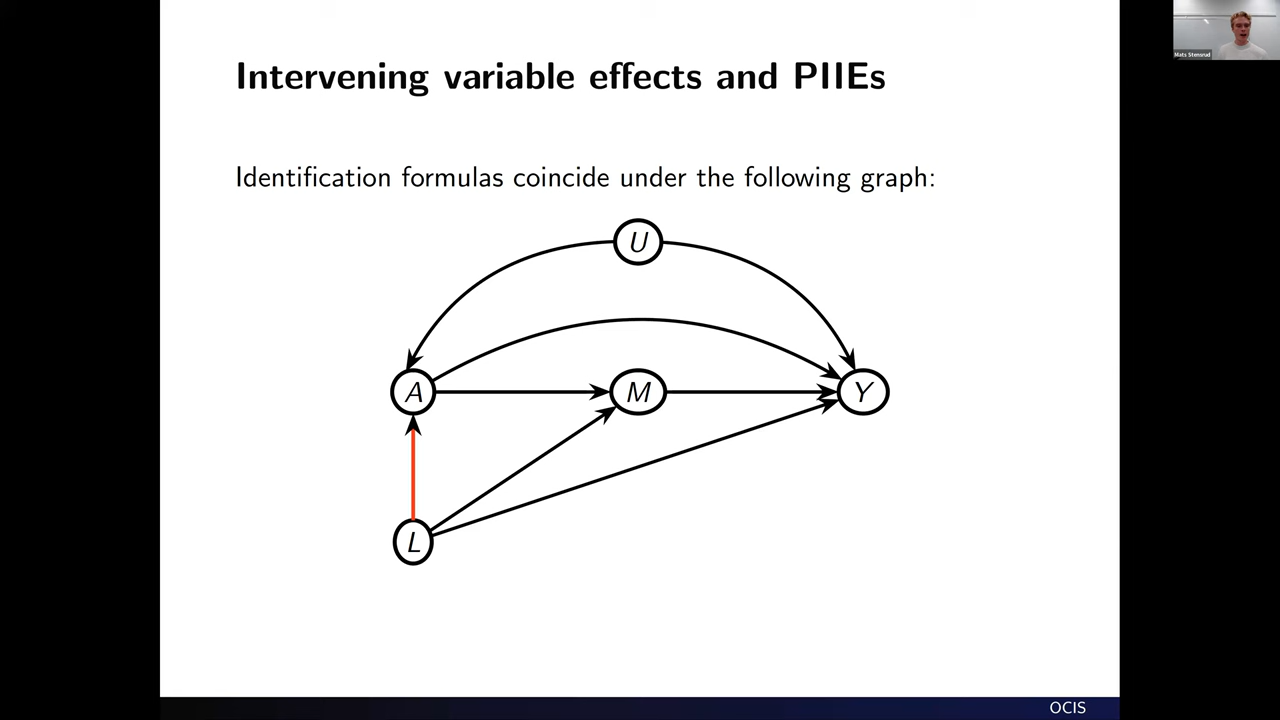 Intervening variable effects and PIIEs
Mats Stensrud
Identification formulas coincide under the following graph:
U
A
M
Y
L
OCIS